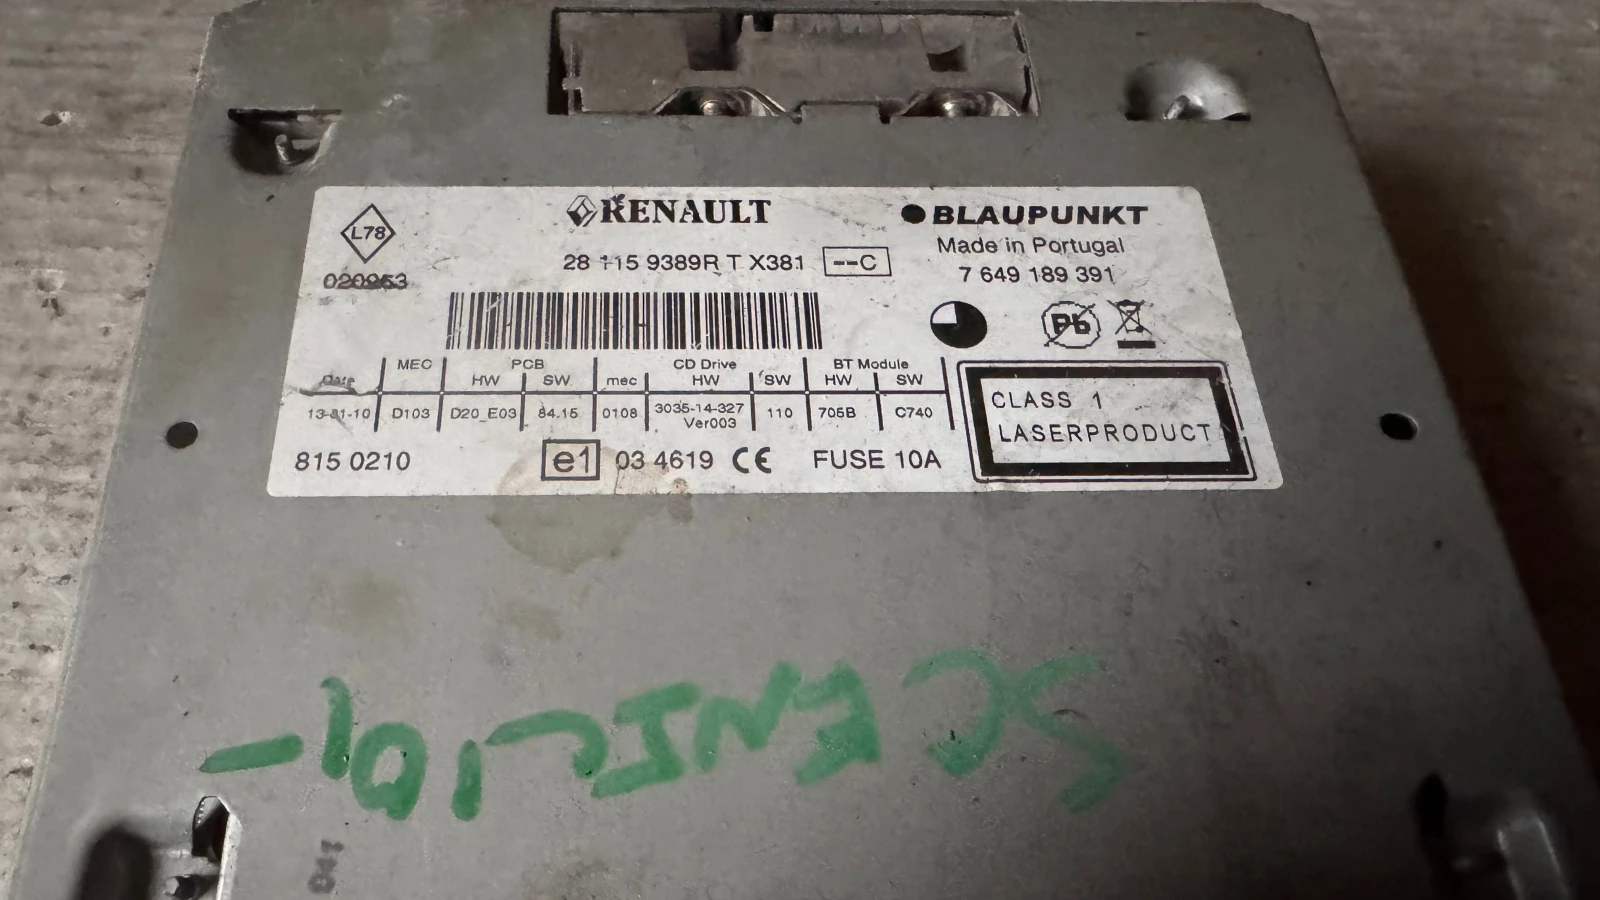 L78
020953
RENAULT
28 115 9389R T X381 --C
BLAUPUNKT
Made in Portugal
7 649 189 391
Pb
Date MEC PCB CD Drive BT Module
HW SW mec HW SW HW SW
13-01-10 D103 D20_E03 84.15 0108 3035-14-327 110 705B C740
Ver003
CLASS 1
LASERPRODUCT
815 0210 e1 03 4619 CE FUSE 10A
SCENIC